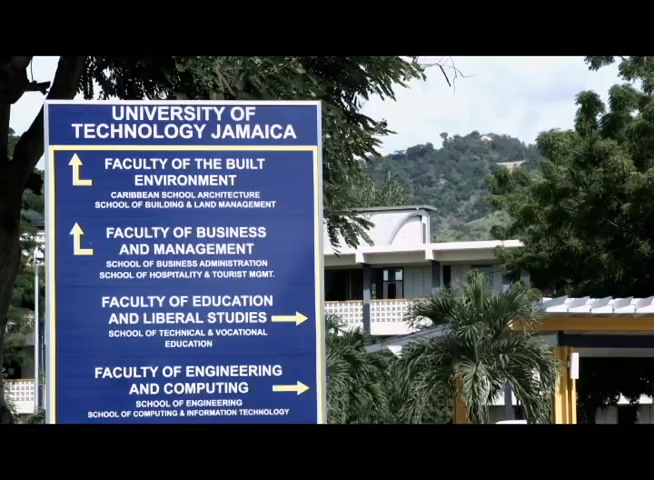 UNIVERSITY OF
TECHNOLOGY JAMAICA
FACULTY OF THE BUILT
ENVIRONMENT
CARIBBEAN SCHOOL ARCHITECTURE
SCHOOL OF BUILDING & LAND MANAGEMENT
FACULTY OF BUSINESS
AND MANAGEMENT
SCHOOL OF BUSINESS ADMINISTRATION
SCHOOL OF HOSPITALITY & TOURIST MGMT.
FACULTY OF EDUCATION
AND LIBERAL STUDIES
SCHOOL OF TECHNICAL & VOCATIONAL
EDUCATION
FACULTY OF ENGINEERING
AND COMPUTING
SCHOOL OF ENGINEERING
SCHOOL OF COMPUTING & INFORMATION TECHNOLOGY